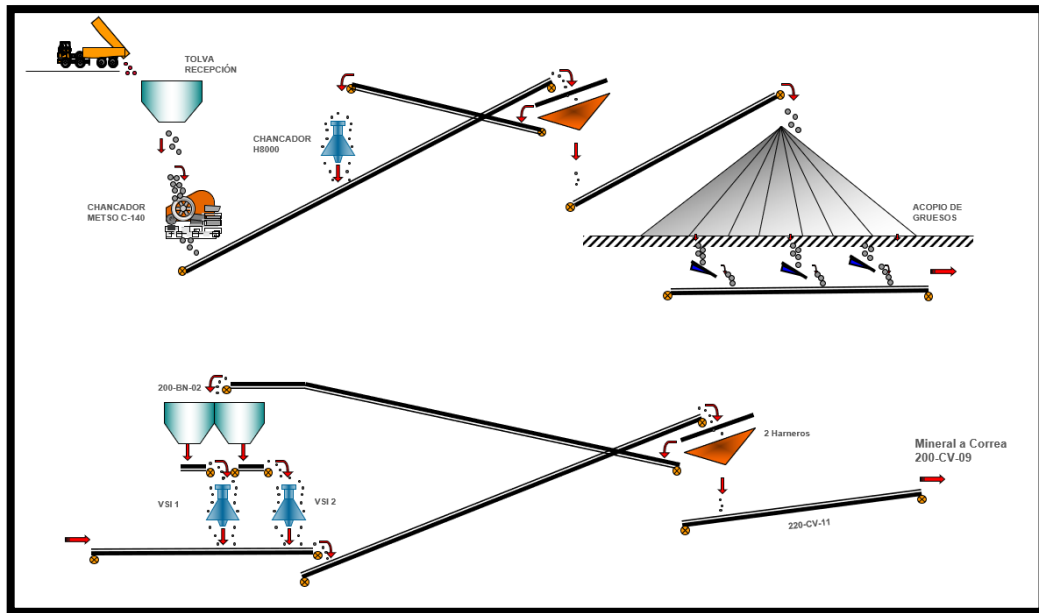 TOLVA
RECEPCIÓN
CHANCADOR
H8000
CHANCADOR
METSO C-140
ACOPIO DE
GRUESOS
200-BN-02
2 Harneros
Mineral a Correa
200-CV-09
VSI 1
VSI 2
220-CV-11